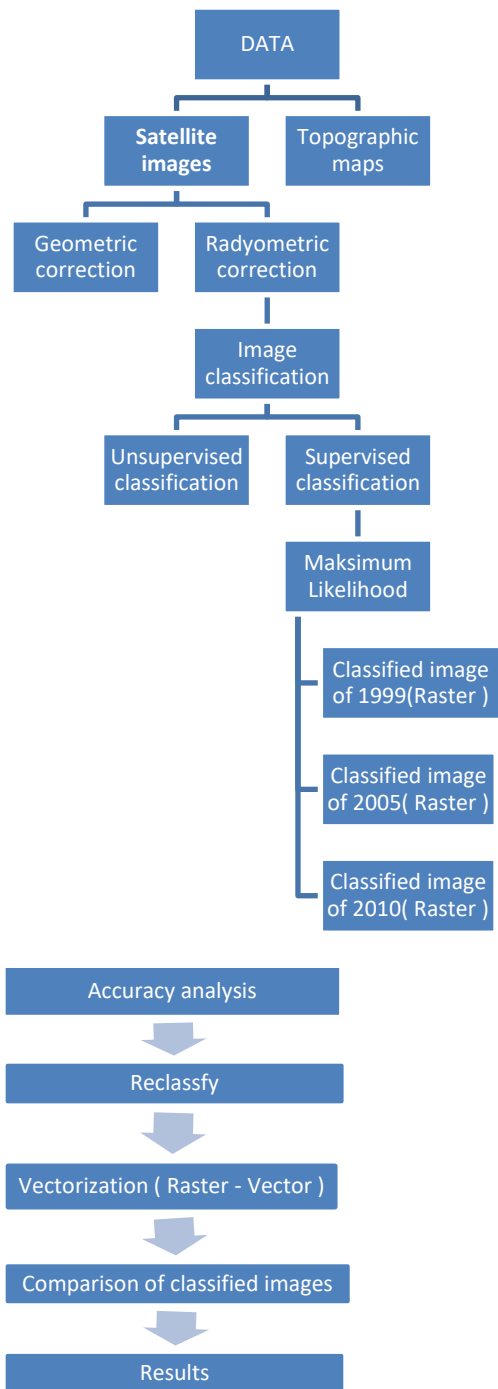 DATA
Satellite
images
Topographic
maps
Geometric
correction
Radyometric
correction
Image
classification
Unsupervised
classification
Supervised
classification
Maksimum
Likelihood
Classified image
of 1999(Raster )
Classified image
of 2005( Raster )
Classified image
of 2010( Raster )
Accuracy analysis
Reclassfy
Vectorization ( Raster - Vector )
Comparison of classified images
Results